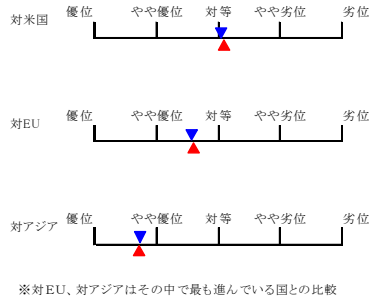 対米国 優位 やや優位 対等 やや劣位 劣位
対EU 優位 やや優位 対等 やや劣位 劣位
対アジア 優位 やや優位 対等 やや劣位 劣位
※対EU、対アジアはその中で最も進んでいる国との比較